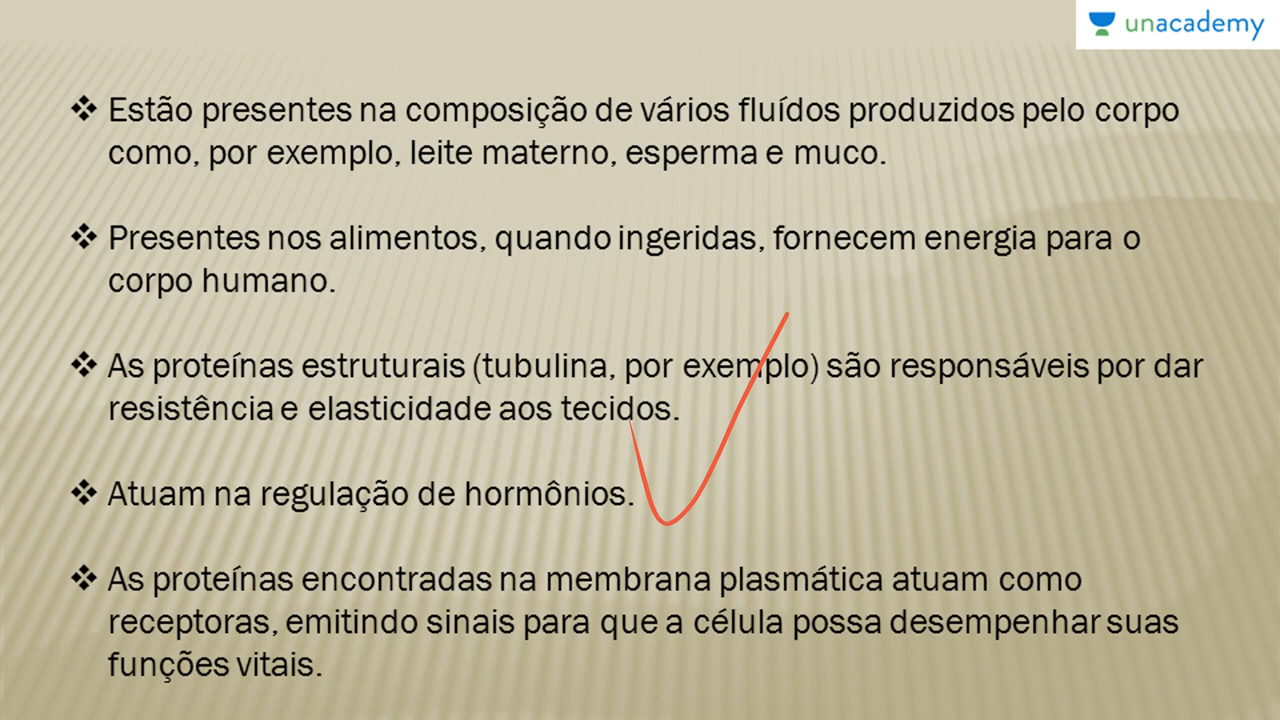 unacademy
❖ Estão presentes na composição de vários fluídos produzidos pelo corpo
como, por exemplo, leite materno, esperma e muco.
❖ Presentes nos alimentos, quando ingeridas, fornecem energia para o
corpo humano.
❖ As proteínas estruturais (tubulina, por exemplo) são responsáveis por dar
resistência e elasticidade aos tecidos.
❖ Atuam na regulação de hormônios.
❖ As proteínas encontradas na membrana plasmática atuam como
receptoras, emitindo sinais para que a célula possa desempenhar suas
funções vitais.